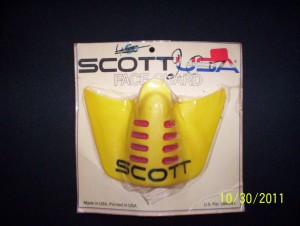 SCOTT USA
FACE GUARD
SCOTT
Made in USA, Printed in USA
U.S. Pat.
10/30/2011